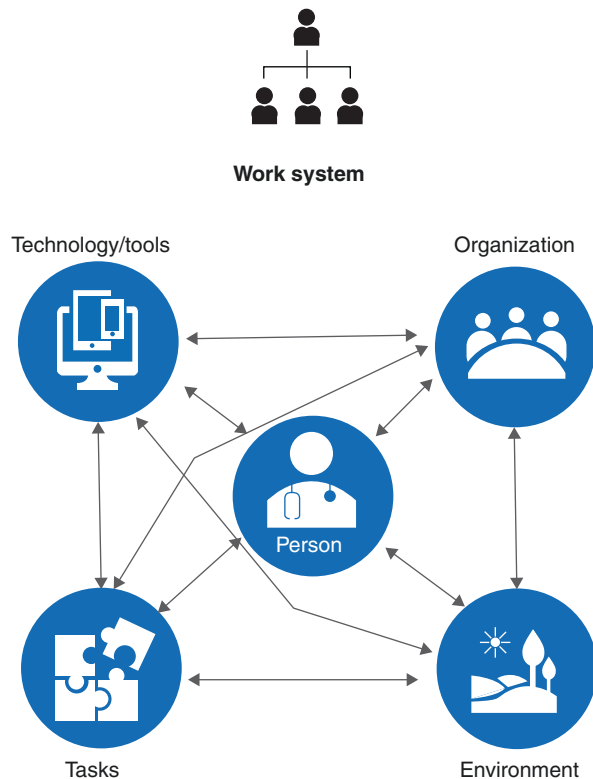 Work system
Technology/tools
Organization
Person
Tasks
Environment